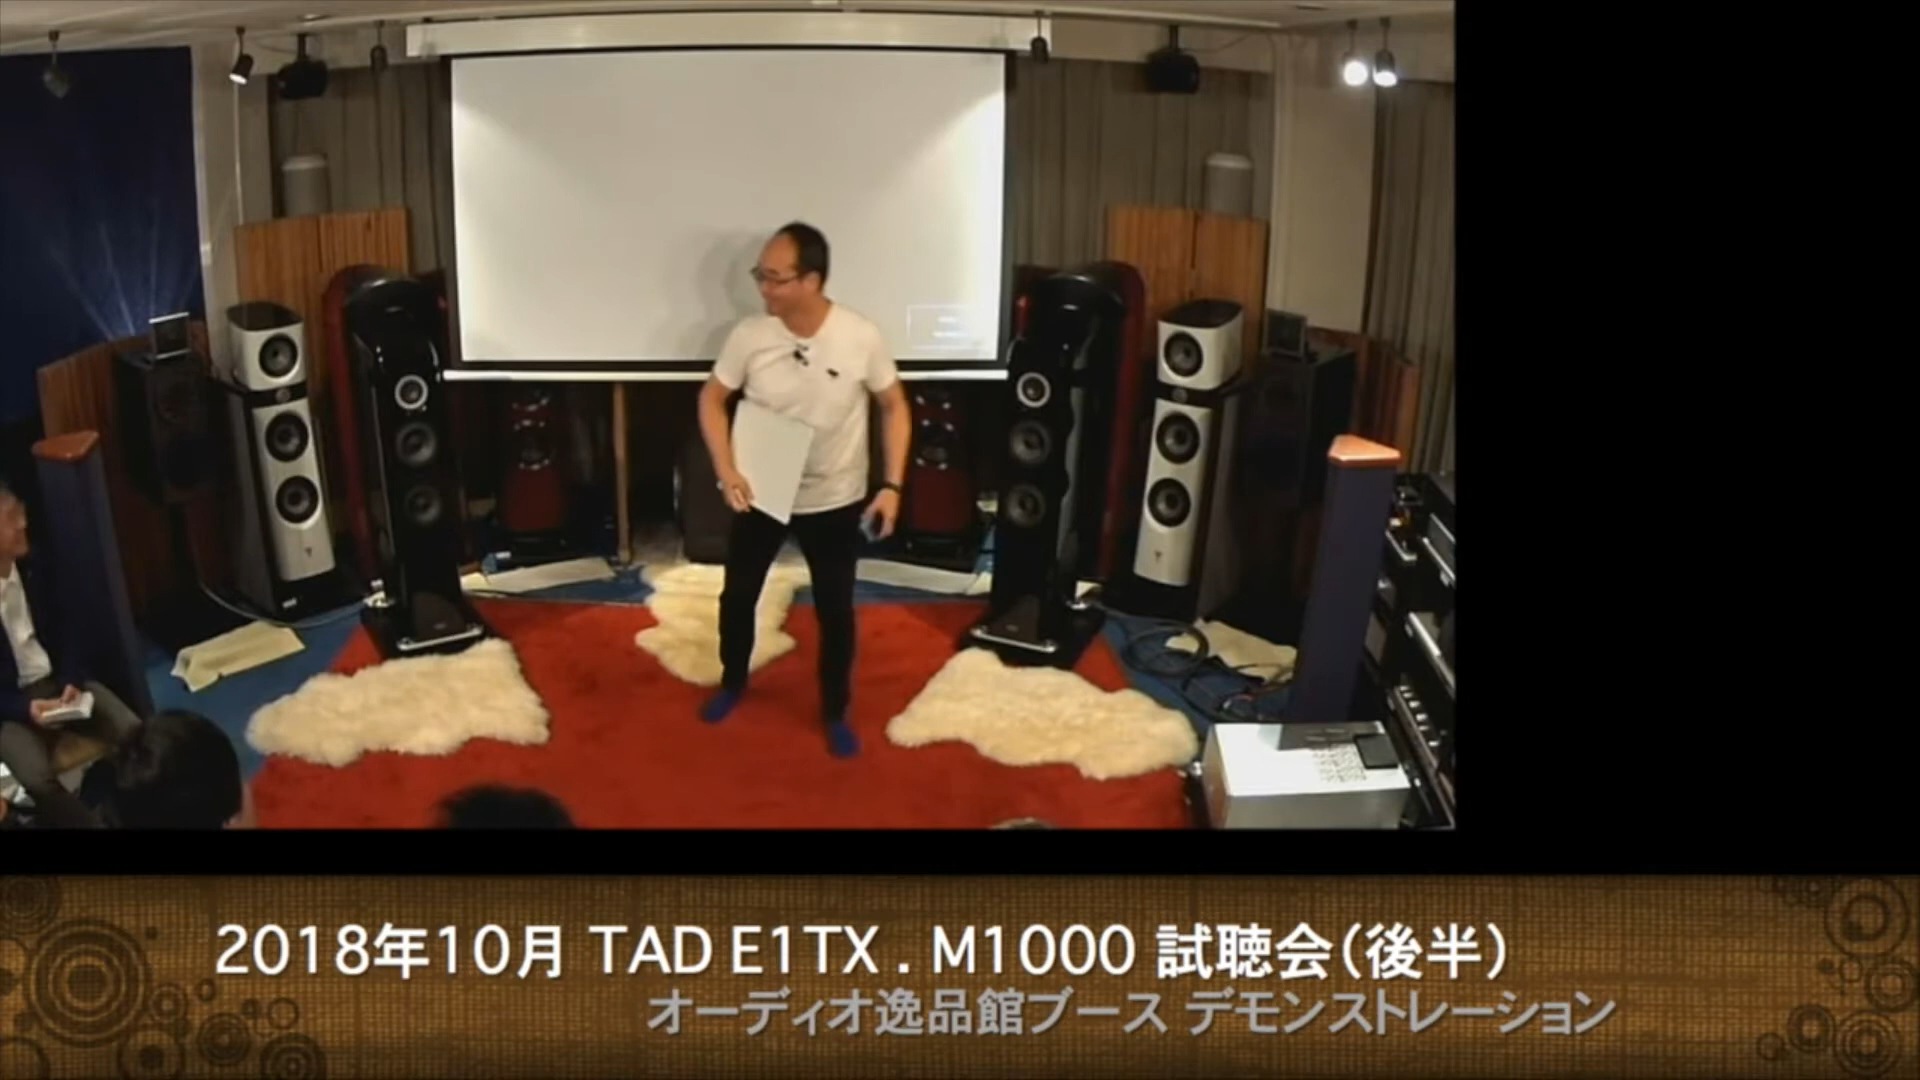 2018年10月 TAD E1TX . M1000 試聴会(後半)
オーディオ逸品館ブース デモンストレーション